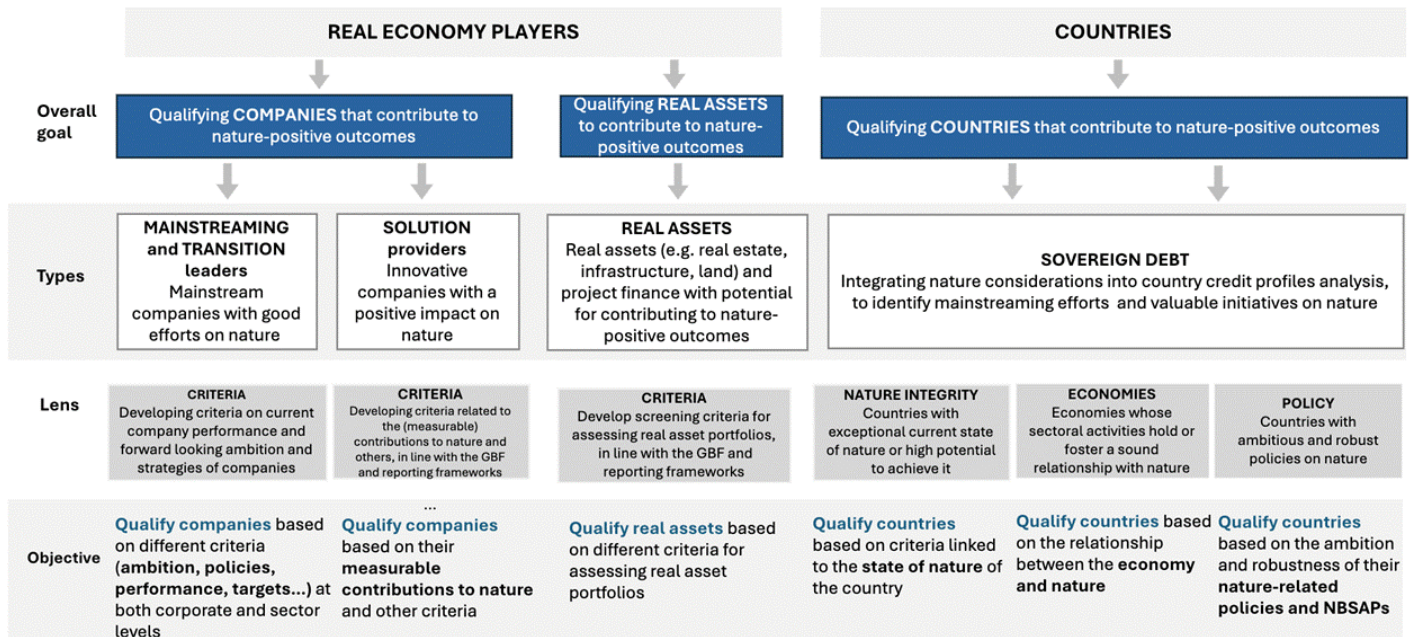 REAL ECONOMY PLAYERS
COUNTRIES
Overall
goal
Qualifying COMPANIES that contribute to
nature-positive outcomes
Qualifying REAL ASSETS
to contribute to nature-
positive outcomes
Qualifying COUNTRIES that contribute to nature-positive outcomes
Types
MAINSTREAMING
and TRANSITION
leaders
Mainstream
companies with good
efforts on nature
SOLUTION
providers
Innovative
companies with a
positive impact on
nature
REAL ASSETS
Real assets (e.g. real estate,
infrastructure, land) and
project finance with potential
for contributing to nature-
positive outcomes
SOVEREIGN DEBT
Integrating nature considerations into country credit profiles analysis,
to identify mainstreaming efforts and valuable initiatives on nature
Lens
CRITERIA
Developing criteria on current
company performance and
forward looking ambition and
strategies of companies
CRITERIA
Developing criteria related to
the (measurable)
contributions to nature and
others, in line with the GBF
and reporting frameworks
CRITERIA
Develop screening criteria for
assessing real asset portfolios,
in line with the GBF and
reporting frameworks
NATURE INTEGRITY
Countries with
exceptional current state
of nature or high potential
to achieve it
ECONOMIES
Economies whose
sectoral activities hold or
foster a sound
relationship with nature
POLICY
Countries with
ambitious and robust
policies on nature
...
Objective
Qualify companies based
on different criteria
(ambition, policies,
performance, targets...) at
both corporate and sector
levels
Qualify companies
based on their
measurable
contributions to nature
and other criteria
Qualify real assets based
on different criteria for
assessing real asset
portfolios
Qualify countries
based on criteria linked
to the state of nature of
the country
Qualify countries based
on the relationship
between the economy
and nature
Qualify countries
based on the ambition
and robustness of their
nature-related
policies and NBSAPs